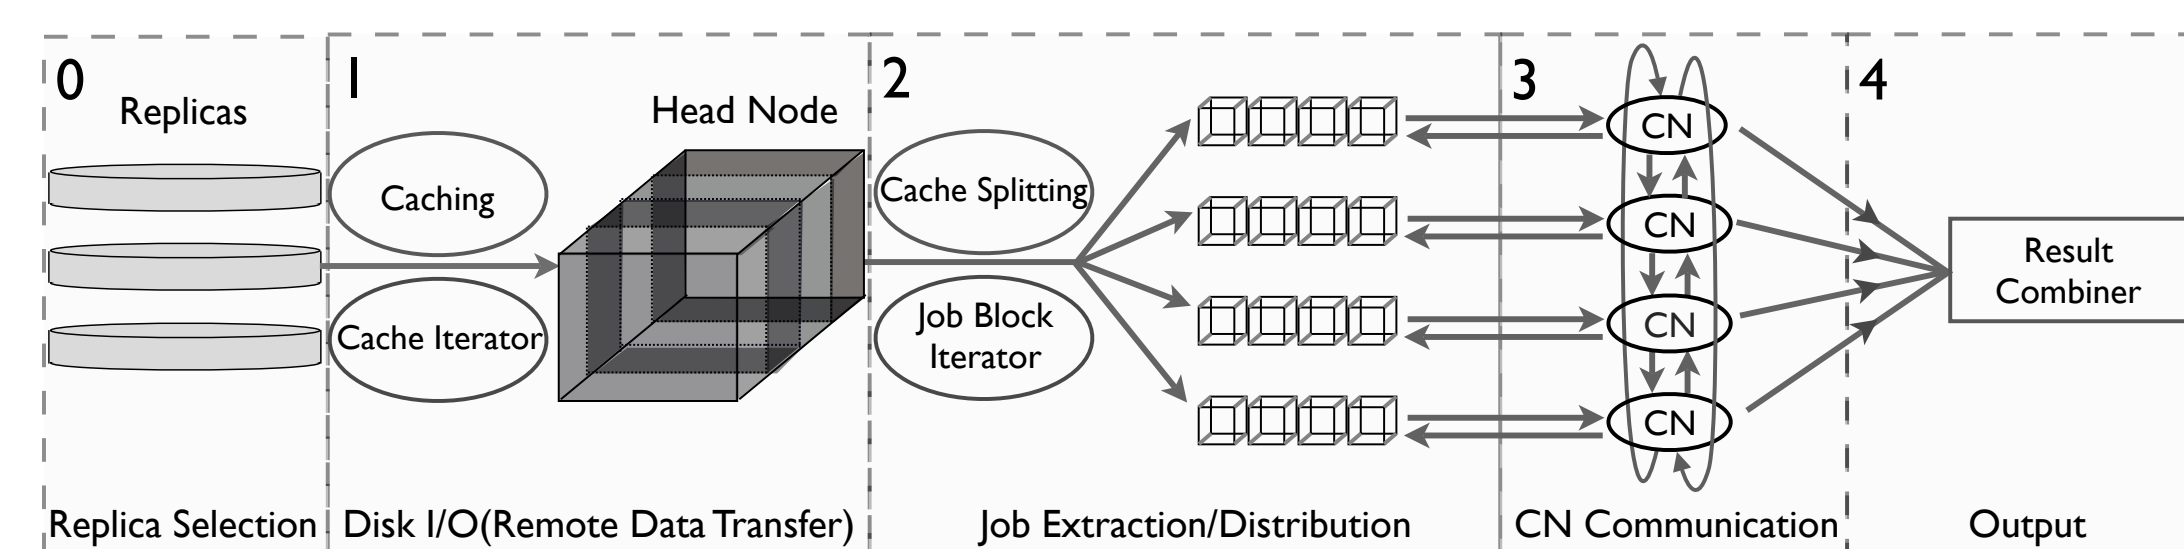 0
Replicas
Replica Selection
1
Head Node
Caching
Cache Iterator
Disk I/O(Remote Data Transfer)
2
Cache Splitting
Job Block
Iterator
Job Extraction/Distribution
3
CN
CN
CN
CN
CN Communication
4
Result
Combiner
Output